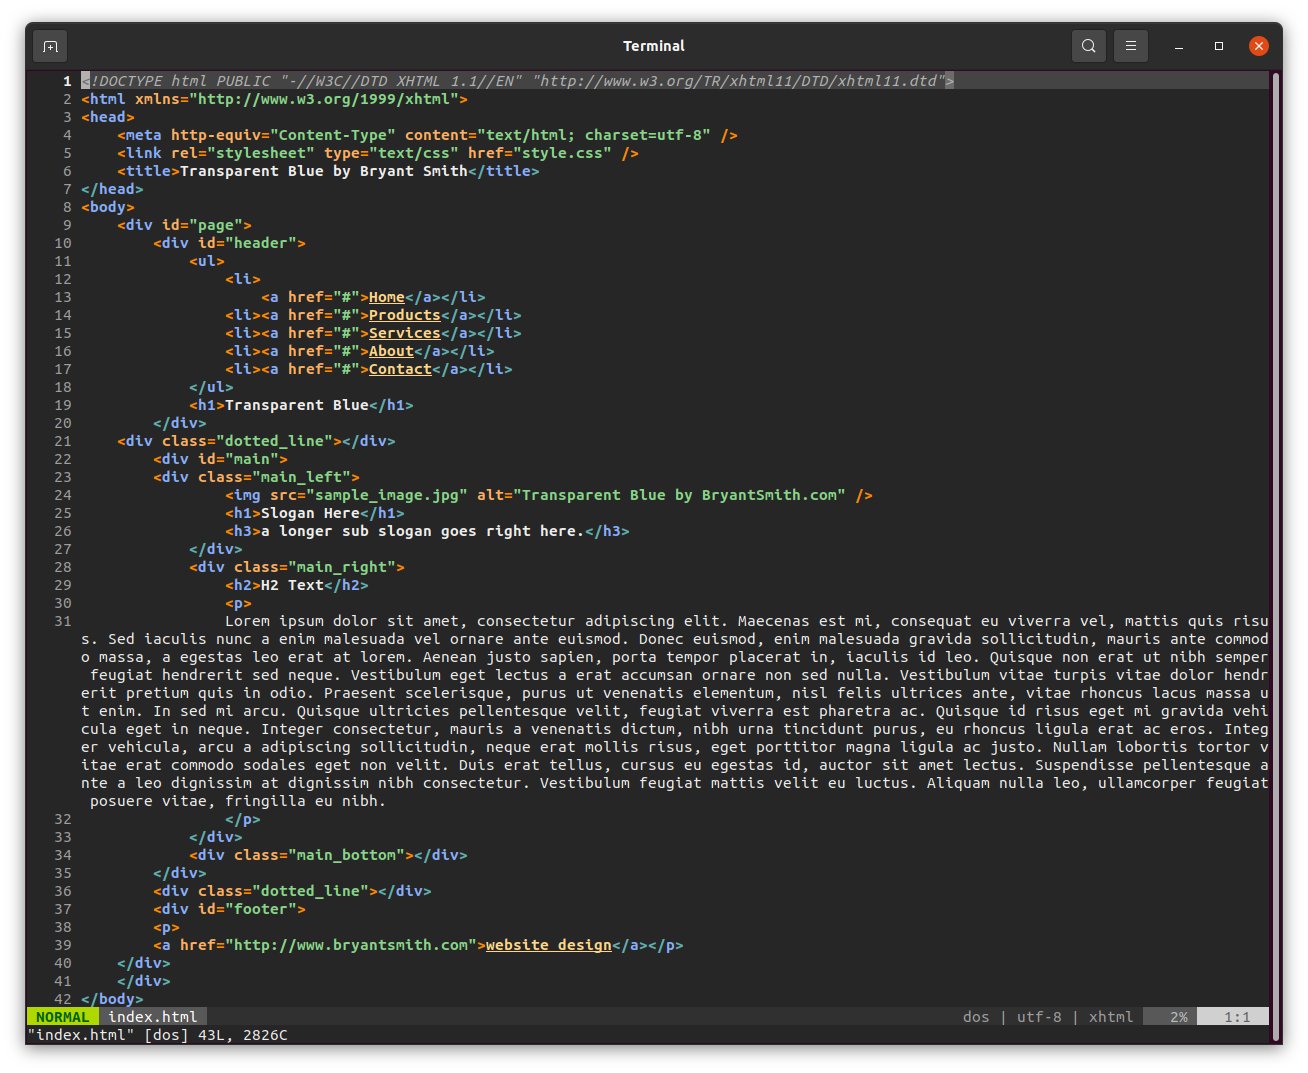 Terminal
1 <!DOCTYPE html PUBLIC "-//W3C//DTD XHTML 1.1//EN" "http://www.w3.org/TR/xhtml11/DTD/xhtml11.dtd">
2 <html xmlns="http://www.w3.org/1999/xhtml">
3 <head>
4     <meta http-equiv="Content-Type" content="text/html; charset=utf-8" />
5     <link rel="stylesheet" type="text/css" href="style.css" />
6     <title>Transparent Blue by Bryant Smith</title>
7 </head>
8 <body>
9     <div id="page">
10         <div id="header">
11             <ul>
12                 <li>
13                     <a href="#">Home</a></li>
14                 <li><a href="#">Products</a></li>
15                 <li><a href="#">Services</a></li>
16                 <li><a href="#">About</a></li>
17                 <li><a href="#">Contact</a></li>
18             </ul>
19             <h1>Transparent Blue</h1>
20         </div>
21     <div class="dotted_line"></div>
22         <div id="main">
23         <div class="main_left">
24                 <img src="sample_image.jpg" alt="Transparent Blue by BryantSmith.com" />
25                 <h1>Slogan Here</h1>
26                 <h3>a longer sub slogan goes right here.</h3>
27             </div>
28             <div class="main_right">
29                 <h2>H2 Text</h2>
30                 <p>
31                 Lorem ipsum dolor sit amet, consectetur adipiscing elit. Maecenas est mi, consequat eu viverra vel, mattis quis risu
s. Sed iaculis nunc a enim malesuada vel ornare ante euismod. Donec euismod, enim malesuada gravida sollicitudin, mauris ante commod
o massa, a egestas leo erat at lorem. Aenean justo sapien, porta tempor placerat in, iaculis id leo. Quisque non erat ut nibh semper
 feugiat hendrerit sed neque. Vestibulum eget lectus a erat accumsan ornare non sed nulla. Vestibulum vitae turpis vitae dolor hendr
erit pretium quis in odio. Praesent scelerisque, purus ut venenatis elementum, nisl felis ultrices ante, vitae rhoncus lacus massa u
t enim. In sed mi arcu. Quisque ultricies pellentesque velit, feugiat viverra est pharetra ac. Quisque id risus eget mi gravida vehi
cula eget in neque. Integer consectetur, mauris a venenatis dictum, nibh urna tincidunt purus, eu rhoncus ligula erat ac eros. Integ
er vehicula, arcu a adipiscing sollicitudin, neque erat mollis risus, eget porttitor magna ligula ac justo. Nullam lobortis tortor v
itae erat commodo sodales eget non velit. Duis erat tellus, cursus eu egestas id, auctor sit amet lectus. Suspendisse pellentesque a
nte a leo dignissim at dignissim nibh consectetur. Vestibulum feugiat mattis velit eu luctus. Aliquam nulla leo, ullamcorper feugiat
 posuere vitae, fringilla eu nibh.
32                 </p>
33             </div>
34             <div class="main_bottom"></div>
35         </div>
36         <div class="dotted_line"></div>
37         <div id="footer">
38         <p>
39         <a href="http://www.bryantsmith.com">website design</a></p>
40     </div>
41     </div>
42 </body>
NORMAL index.html dos | utf-8 | xhtml 2% 1:1
"index.html" [dos] 43L, 2826C